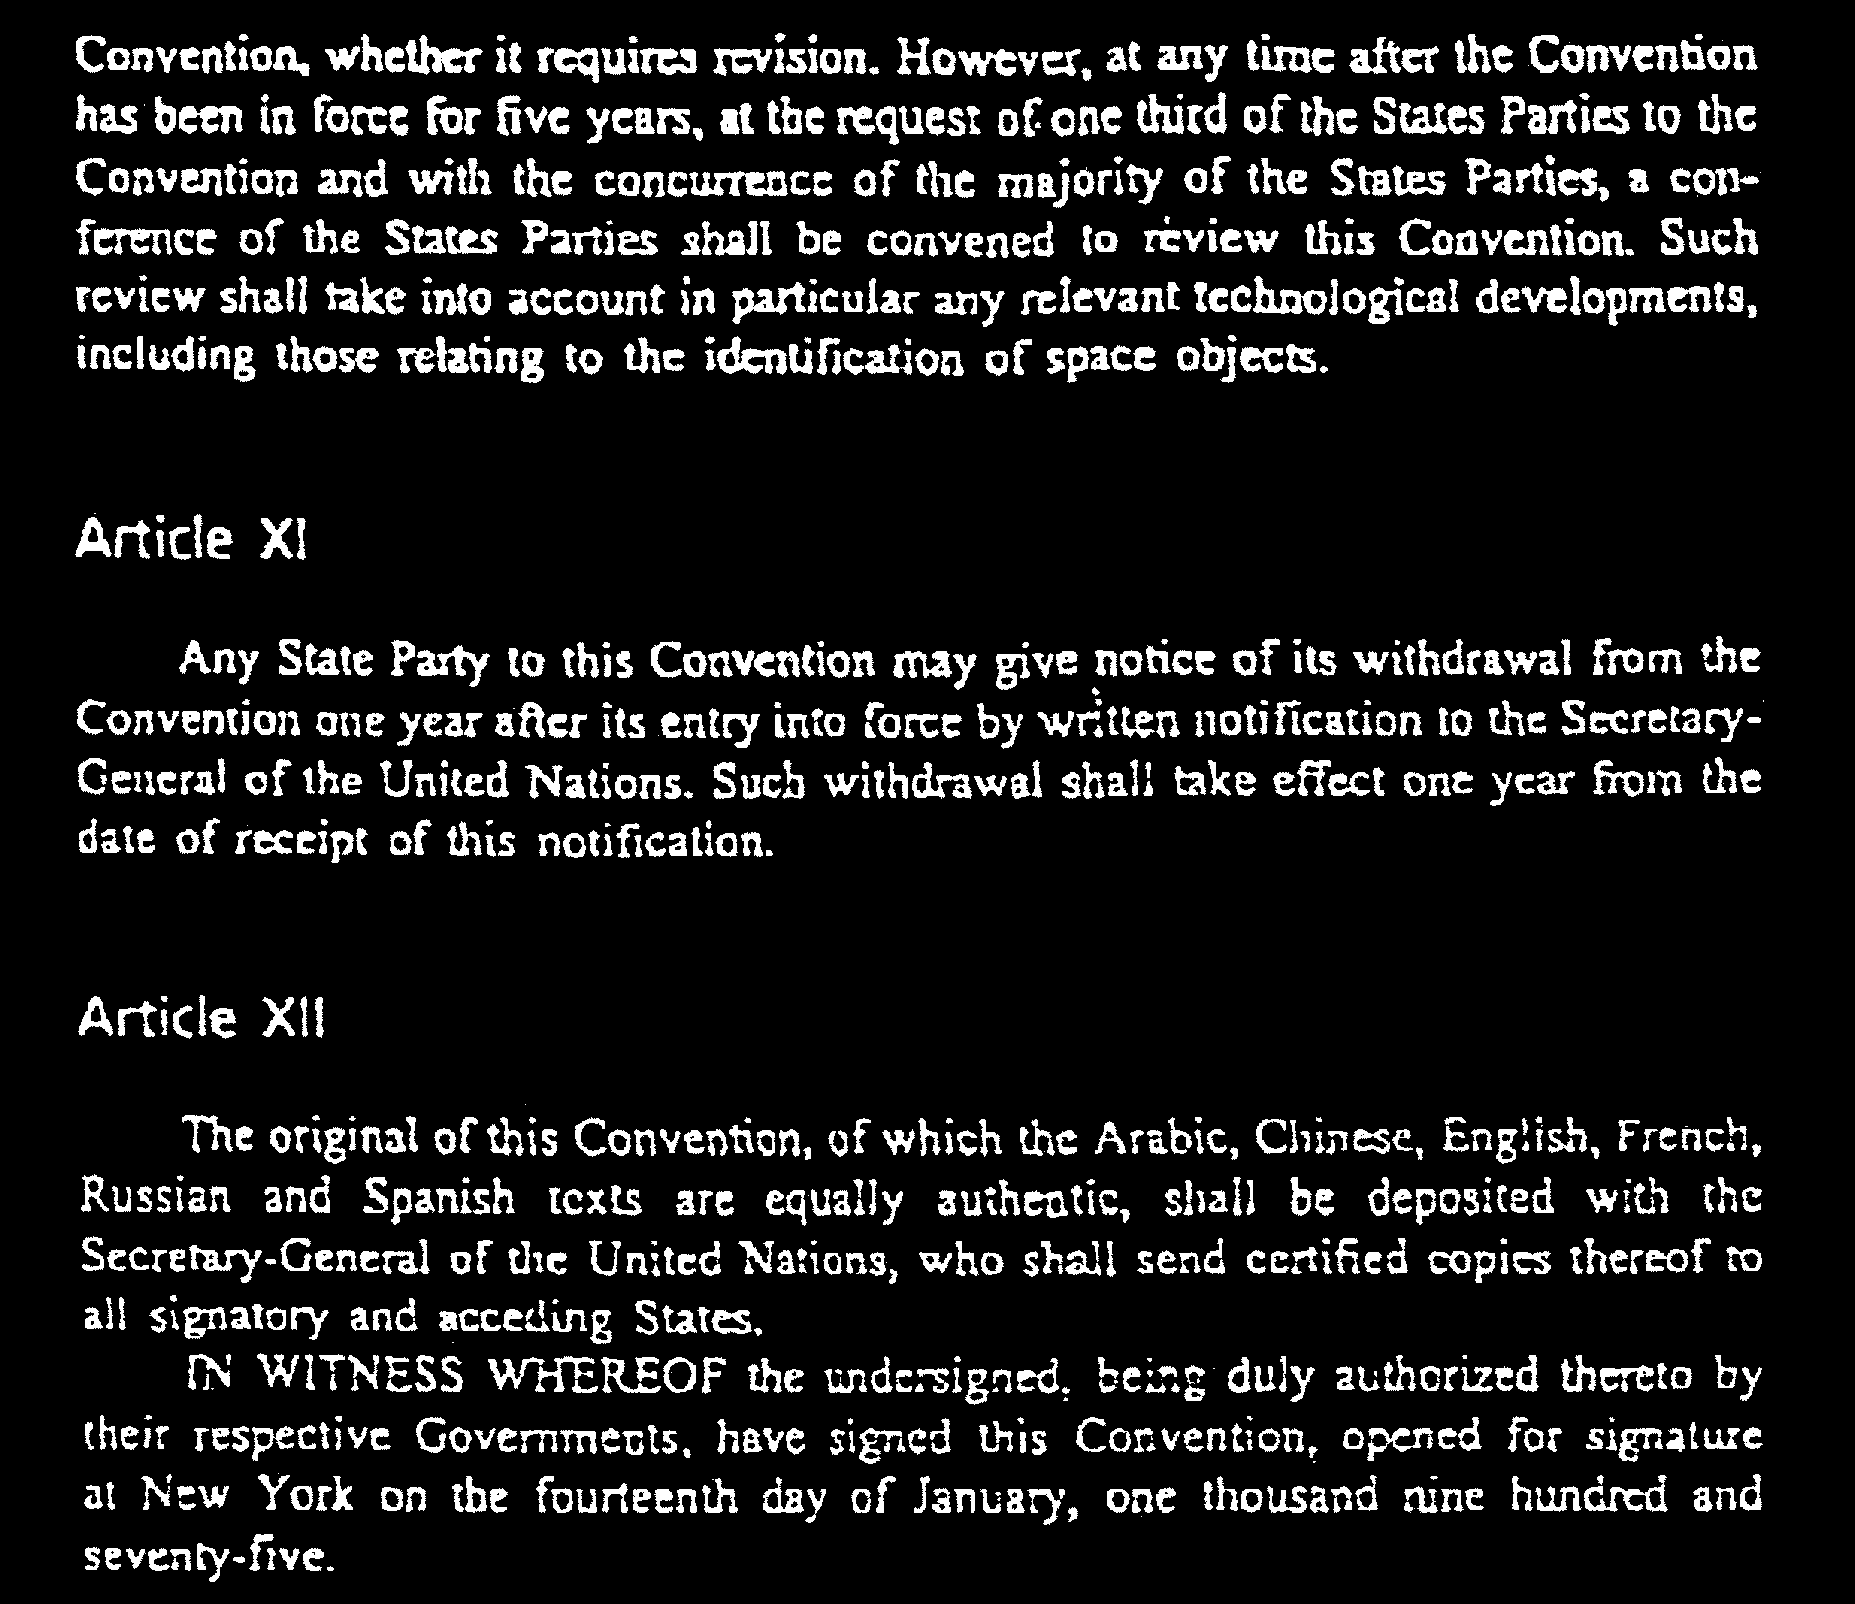 Convention, whether it requires revision. However, at any time after the Convention
has been in force for five years, at the request of one third of the States Parties to the
Convention and with the concurrence of the majority of the States Parties, a con-
ference of the States Parties shall be convened to review this Convention. Such
review shall take into account in particular any relevant technological developments,
including those relating to the identification of space objects.
Article XI
Any State Party to this Convention may give notice of its withdrawal from the
Convention one year after its entry into force by written notification to the Secretary-
General of the United Nations. Such withdrawal shall take effect one year from the
date of receipt of this notification.
Article XII
The original of this Convention, of which the Arabic, Chinese, English, French,
Russian and Spanish texts are equally authentic, shall be deposited with the
Secretary-General of the United Nations, who shall send certified copies thereof to
all signatory and acceding States.
IN WITNESS WHEREOF the undersigned, being duly authorized thereto by
their respective Governments, have signed this Convention, opened for signature
at New York on the fourteenth day of January, one thousand nine hundred and
seventy-five.